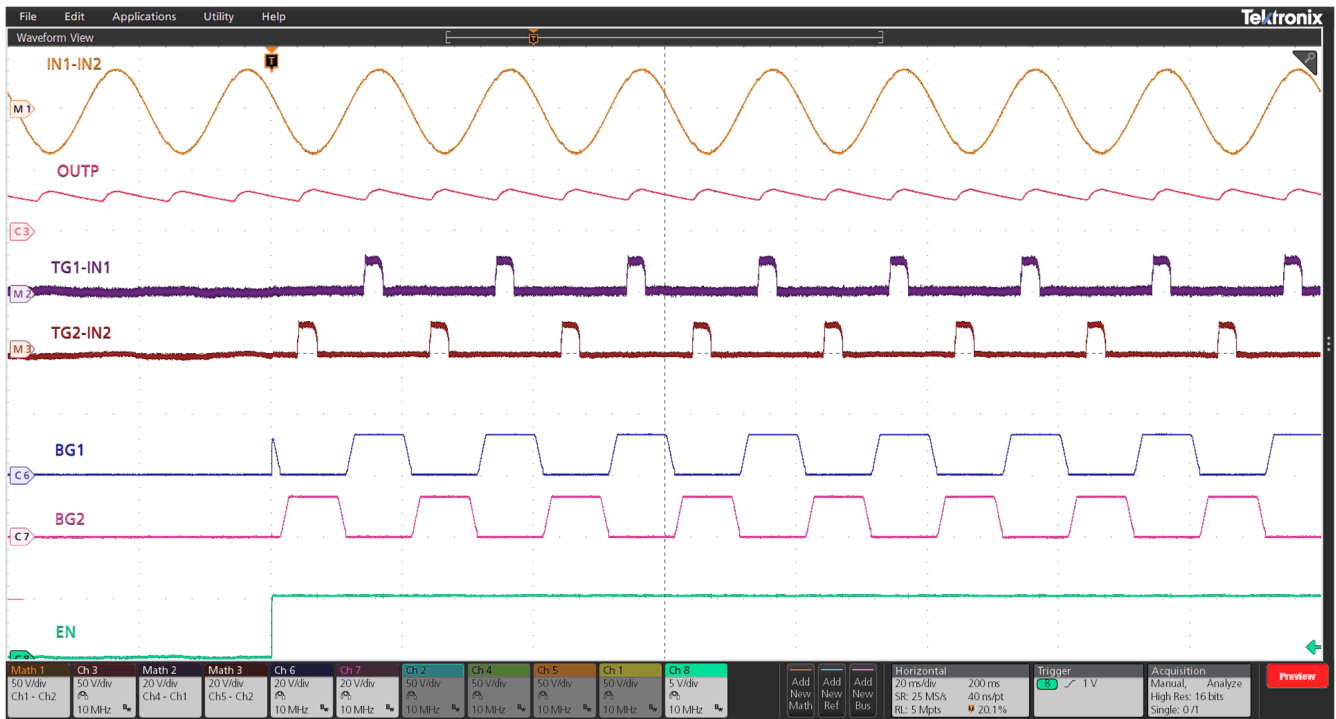 File Edit Applications Utility Help Tektronix
Waveform View
T
T
IN1-IN2
M 1
OUTP
C3
TG1-IN1
M 2
TG2-IN2
M 3
BG1
C 6
BG2
C 7
EN
C 8
Math 1 Ch 3 Math 2 Math 3 Ch 6 Ch 7 Ch 2 Ch 4 Ch 5 Ch 1 Ch 8
50 V/div 50 V/div 20 V/div 20 V/div 20 V/div 20 V/div 50 V/div 50 V/div 50 V/div 50 V/div 5 V/div
Ch1 - Ch2 Ch4 - Ch1 Ch5 - Ch2
10 MHz 10 MHz 10 MHz 10 MHz 10 MHz 10 MHz 10 MHz 10 MHz
Add New Math
Add New Ref
Add New Bus
Horizontal
20 ms/div 200 ms
SR: 25 MS/s 40 ns/pt
RL: 5 Mpts 20.1%
Trigger
8 1 V
Acquisition
Manual, Analyze
High Res: 16 bits
Single: 0 /1
Preview